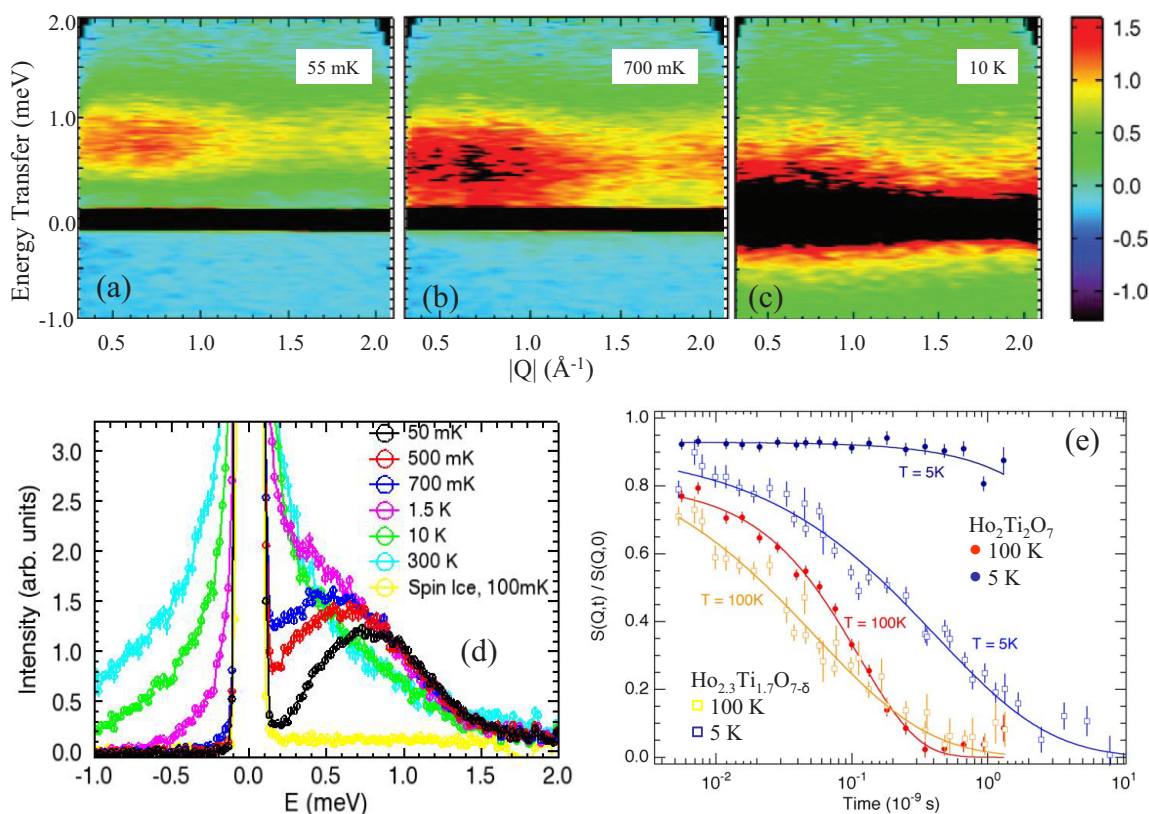 2.0
1.0
0.0
-1.0
Energy Transfer (meV)
55 mK
700 mK
10 K
(a)
(b)
(c)
0.5 1.0 1.5 2.0
0.5 1.0 1.5 2.0
0.5 1.0 1.5 2.0
|Q| (Å-1)
1.5
1.0
0.5
0.0
-0.5
-1.0
3.0
2.5
2.0
1.5
1.0
0.5
0.0
Intensity (arb. units)
50 mK
500 mK
700 mK
1.5 K
10 K
300 K
Spin Ice, 100mK
(d)
-1.0 -0.5 0.0 0.5 1.0 1.5 2.0
E (meV)
1.0
0.8
0.6
0.4
0.2
0.0
S(Q,t) / S(Q,0)
(e)
T = 5K
Ho2Ti2O7
100 K
5 K
T = 100K
T = 100K
T = 5K
Ho2.3Ti1.7O7-δ
100 K
5 K
10-2 10-1 100 101
Time (10-9 s)